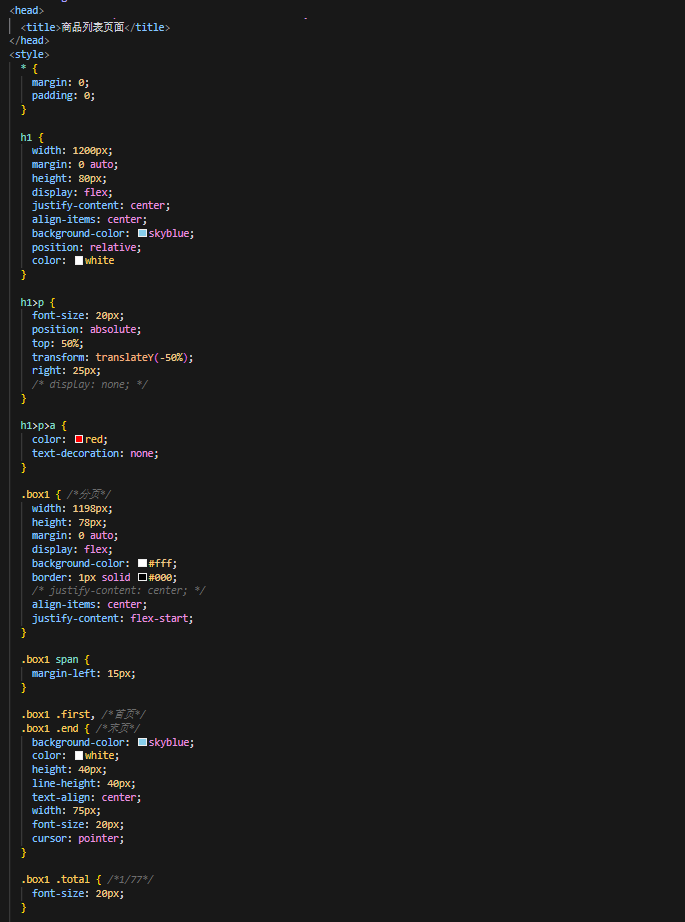 <head>
<title>商品列表页面</title>
</head>
<style>
* {
margin: 0;
padding: 0;
}
h1 {
width: 1200px;
margin: 0 auto;
height: 80px;
display: flex;
justify-content: center;
align-items: center;
background-color: skyblue;
position: relative;
color: white
}
h1>p {
font-size: 20px;
position: absolute;
top: 50%;
transform: translateY(-50%);
right: 25px;
/* display: none; */
}
h1>p>a {
color: red;
text-decoration: none;
}
.box1 { /*分页*/
width: 1198px;
height: 78px;
margin: 0 auto;
display: flex;
background-color: #fff;
border: 1px solid #000;
/* justify-content: center; */
align-items: center;
justify-content: flex-start;
}
.box1 span {
margin-left: 15px;
}
.box1 .first, /*首页*/
.box1 .end { /*末页*/
background-color: skyblue;
color: white;
height: 40px;
line-height: 40px;
text-align: center;
width: 75px;
font-size: 20px;
cursor: pointer;
}
.box1 .total { /*1/77*/
font-size: 20px;
}